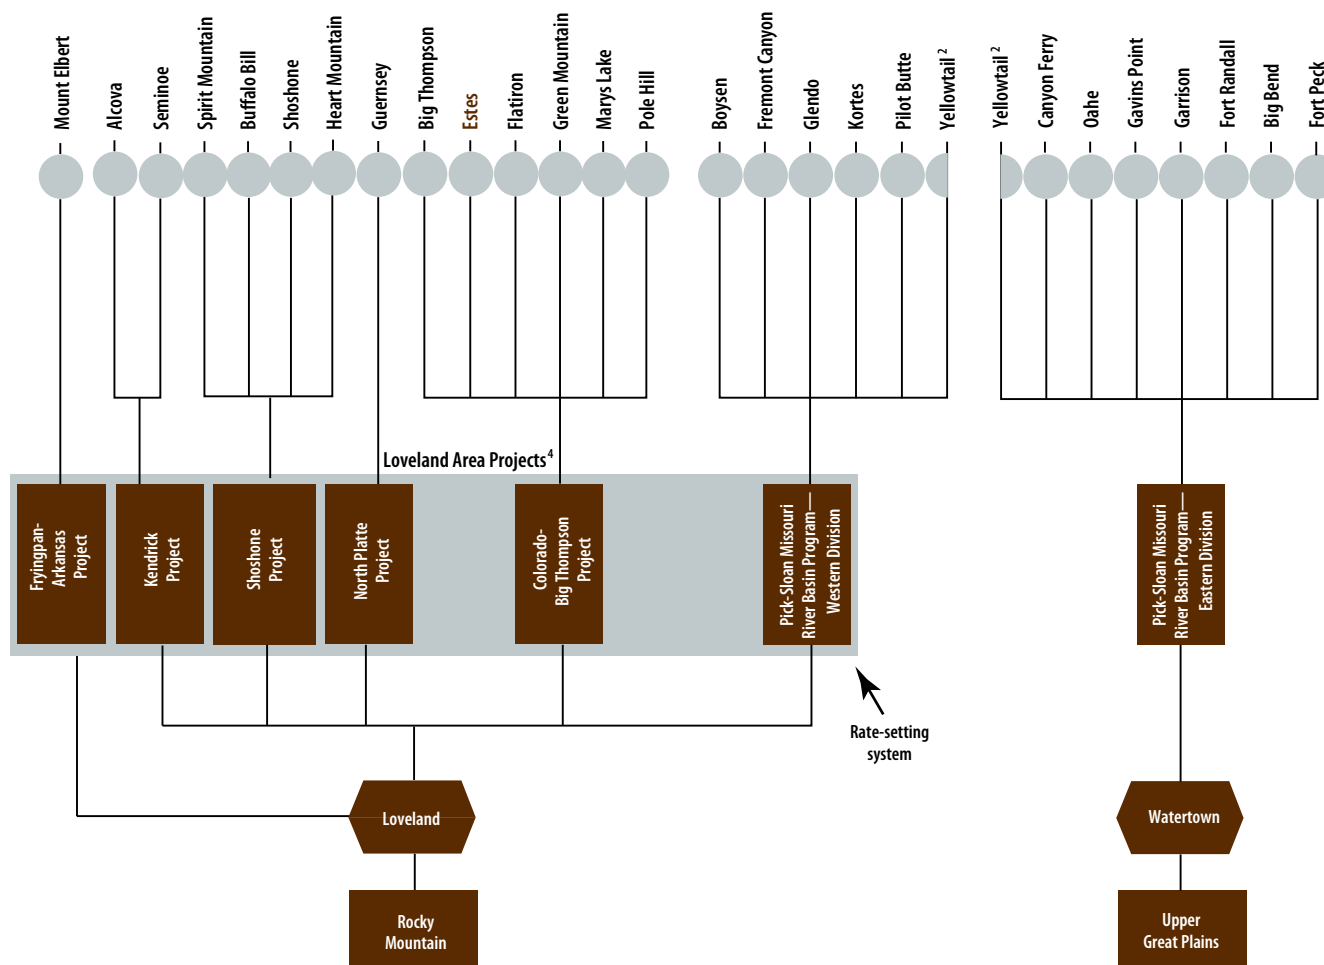 Mount Elbert
Alcova
Seminoe
Spirit Mountain
Buffalo Bill
Shoshone
Heart Mountain
Guernsey
Big Thompson
Estes
Flatiron
Green Mountain
Marys Lake
Pole Hill
Boysen
Fremont Canyon
Glendo
Kortes
Pilot Butte
Yellowtail 2
Yellowtail 2
Canyon Ferry
Oahe
Gavins Point
Garrison
Fort Randall
Big Bend
Fort Peck
Loveland Area Projects 4
Fryingpan-
Arkansas
Project
Kendrick
Project
Shoshone
Project
North Platte
Project
Colorado-
Big Thompson
Project
Pick-Sloan Missouri
River Basin Program—
Western Division
Pick-Sloan Missouri
River Basin Program—
Eastern Division
Rate-setting
system
Loveland
Watertown
Rocky
Mountain
Upper
Great Plains